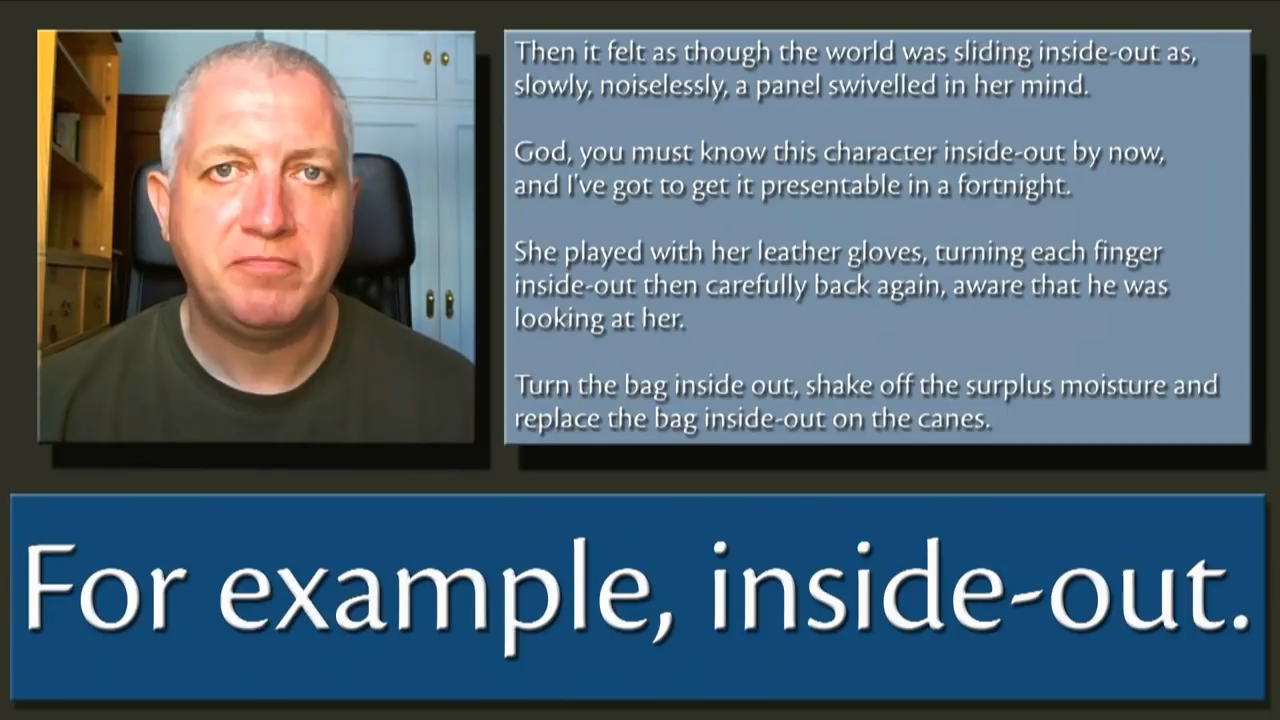 Then it felt as though the world was sliding inside-out as,
slowly, noiselessly, a panel swivelled in her mind.
God, you must know this character inside-out by now,
and I've got to get it presentable in a fortnight.
She played with her leather gloves, turning each finger
inside-out then carefully back again, aware that he was
looking at her.
Turn the bag inside out, shake off the surplus moisture and
replace the bag inside-out on the canes.
For example, inside-out.